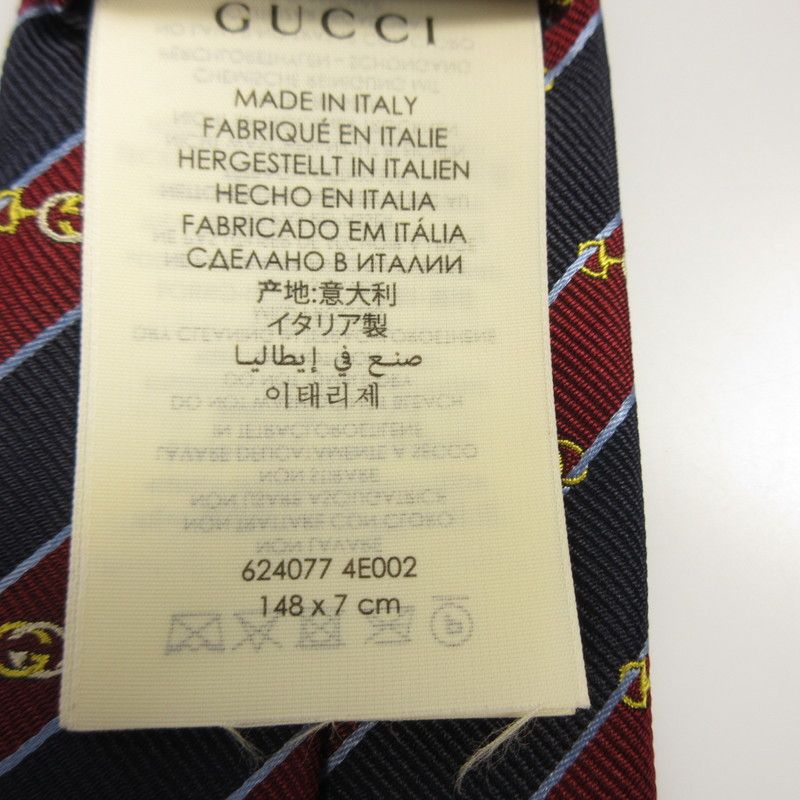 GUCCI
MADE IN ITALY
FABRIQUÉ EN ITALIE
HERGESTELLT IN ITALIEN
HECHO EN ITALIA
FABRICADO EM ITÁLIA
СДЕЛАНО В ИТАЛИИ
产地:意大利
イタリア製
صنع في إيطاليا
이태리제
624077 4E002
148 x 7 cm